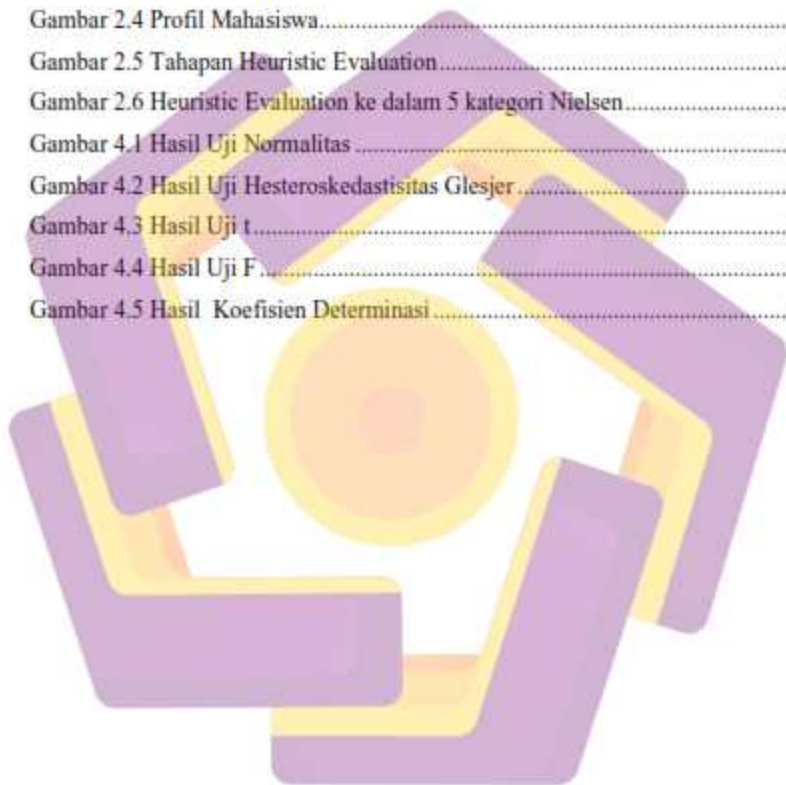 Gambar 2.4 Profil Mahasiswa................................................................................
Gambar 2.5 Tahapan Heuristic Evaluation............................................................
Gambar 2.6 Heuristic Evaluation ke dalam 5 kategori Nielsen............................
Gambar 4.1 Hasil Uji Normalitas ..........................................................................
Gambar 4.2 Hasil Uji Hesteroskedastisitas Glesjer ..............................................
Gambar 4.3 Hasil Uji t............................................................................................
Gambar 4.4 Hasil Uji F ..........................................................................................
Gambar 4.5 Hasil Koefisien Determinasi .............................................................